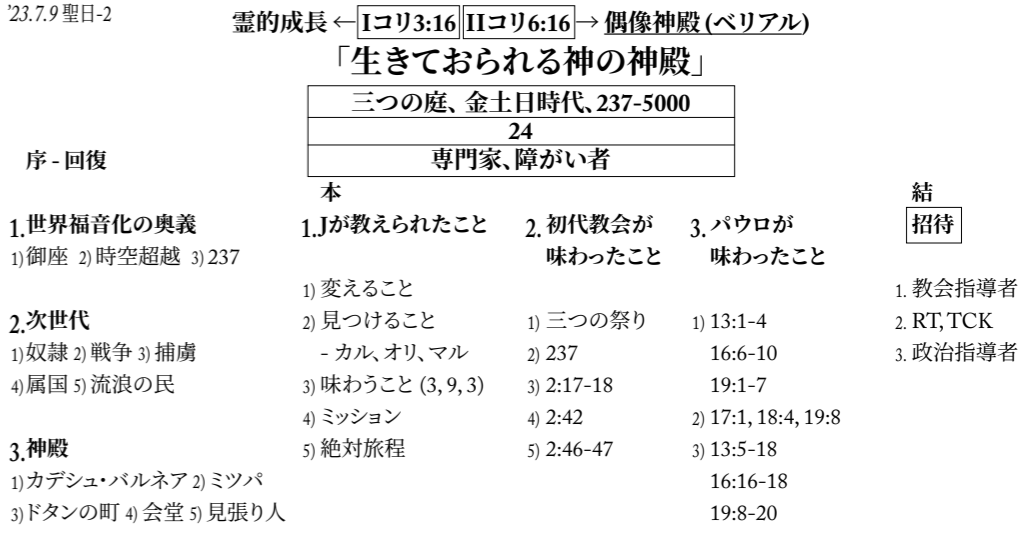 '23.7.9 聖日-2
霊的成長 ← Iコリ3:16 IIコリ6:16 → 偶像神殿 (ベリアル)
「生きておられる神の神殿」
三つの庭、金土日時代、237-5000
24
専門家、障がい者
序 - 回復
1.世界福音化の奥義
1)御座 2)時空超越 3)237
2.次世代
1)奴隷 2)戦争 3)捕虜
4)属国 5)流浪の民
3.神殿
1)カデシュ・バルネア 2)ミツパ
3)ドタンの町 4)会堂 5)見張り人
本
1.Jが教えられたこと
1) 変えること
2) 見つけること
- カル、オリ、マル
3) 味わうこと (3, 9, 3)
4) ミッション
5) 絶対旅程
2. 初代教会が
味わったこと
1) 三つの祭り
2) 237
3) 2:17-18
4) 2:42
5) 2:46-47
3. パウロが
味わったこと
1) 13:1-4
16:6-10
19:1-7
2) 17:1, 18:4, 19:8
3) 13:5-18
16:16-18
19:8-20
結
招待
1. 教会指導者
2. RT, TCK
3. 政治指導者